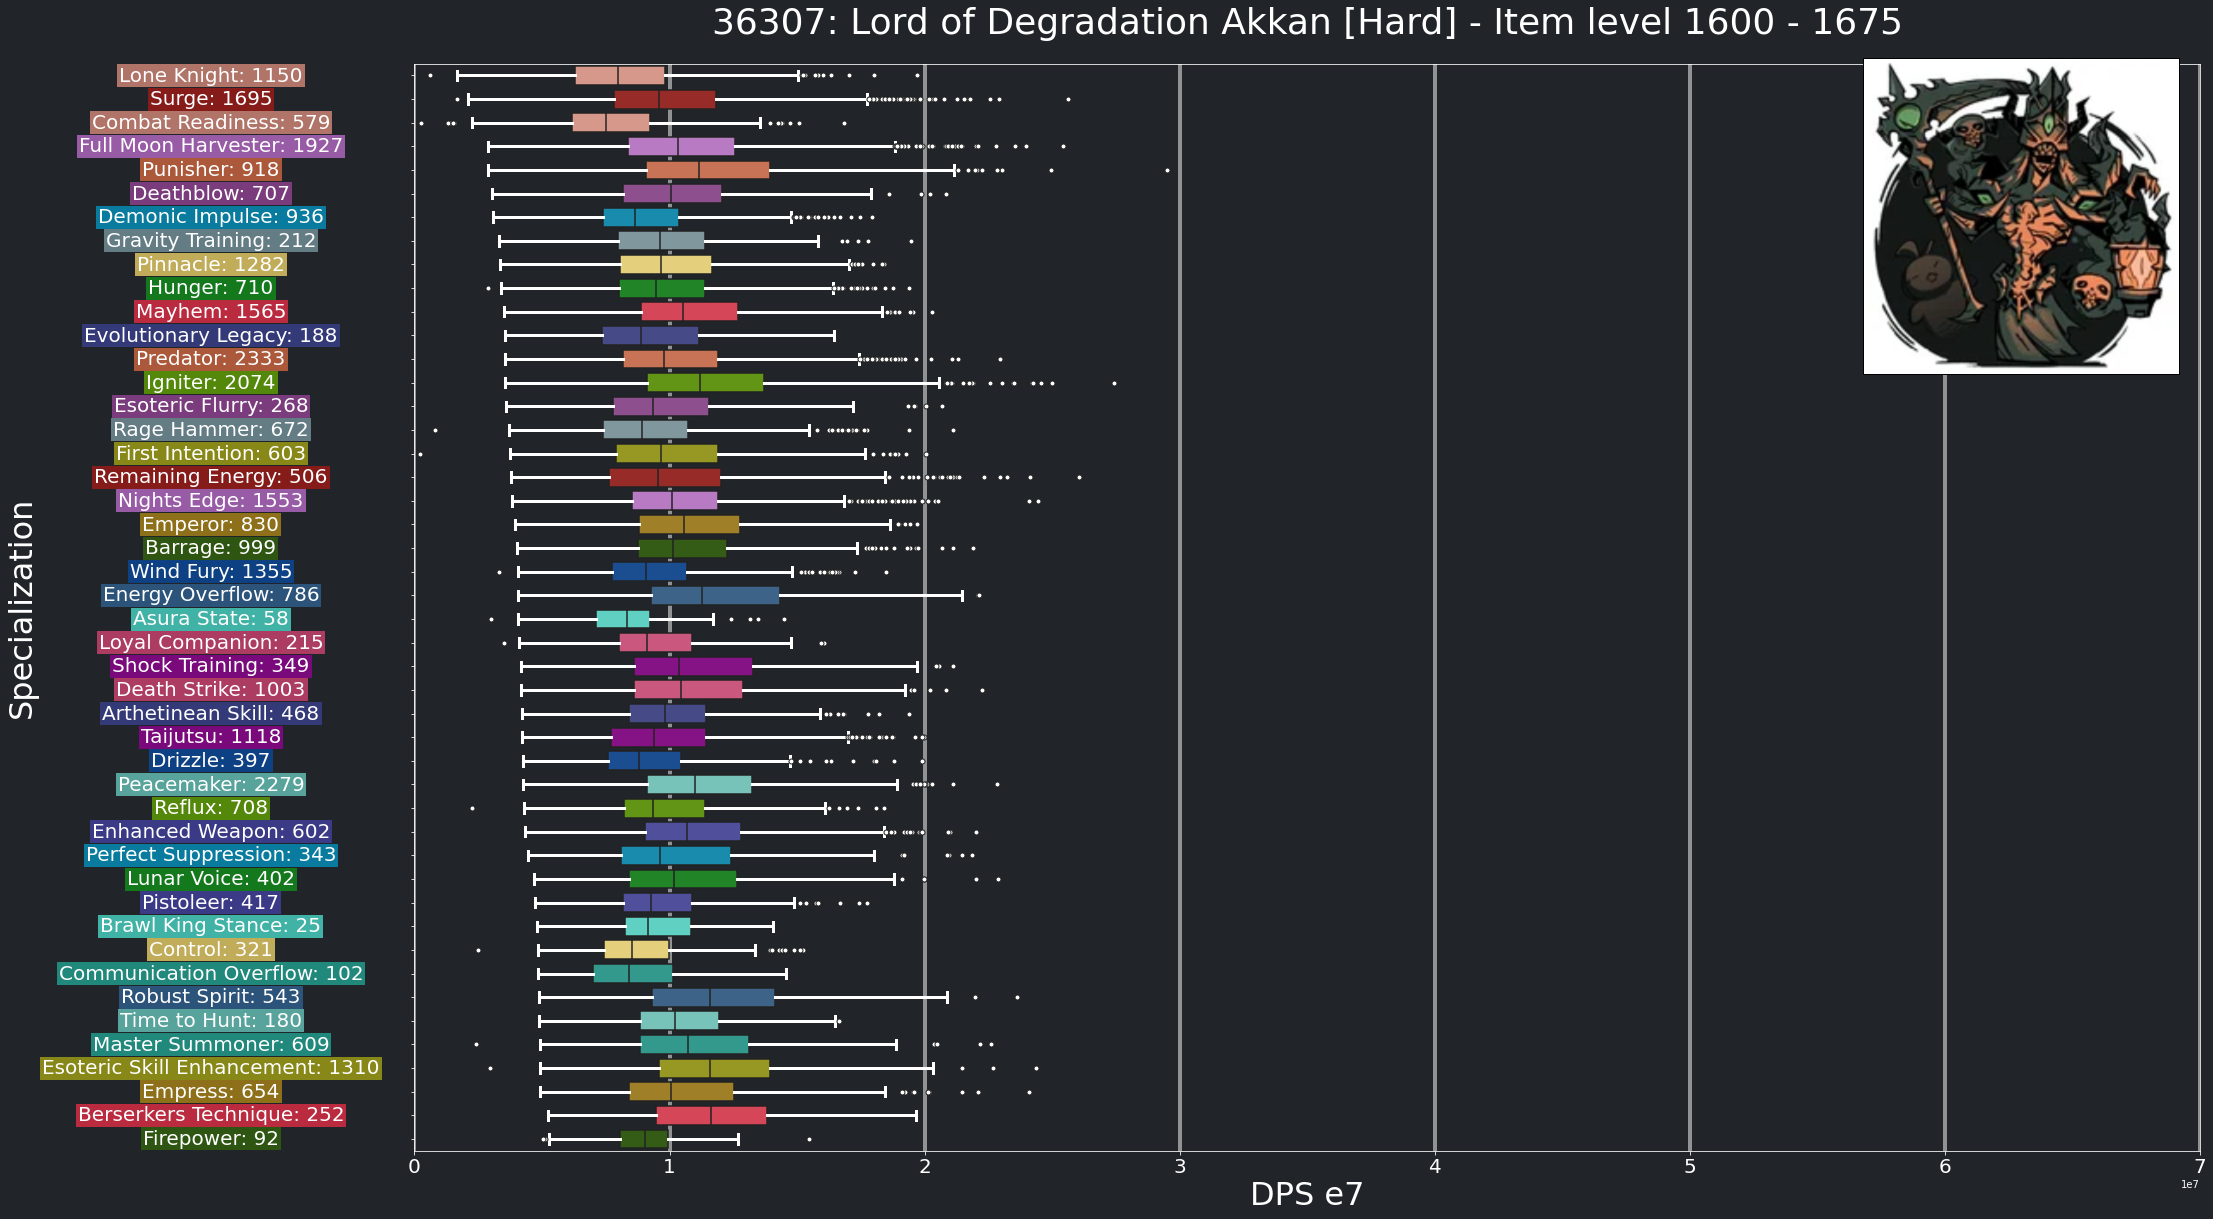 36307: Lord of Degradation Akkan [Hard] - Item level 1600 - 1675
Specialization
Lone Knight: 1150
Surge: 1695
Combat Readiness: 579
Full Moon Harvester: 1927
Punisher: 918
Deathblow: 707
Demonic Impulse: 936
Gravity Training: 212
Pinnacle: 1282
Hunger: 710
Mayhem: 1565
Evolutionary Legacy: 188
Predator: 2333
Igniter: 2074
Esoteric Flurry: 268
Rage Hammer: 672
First Intention: 603
Remaining Energy: 506
Nights Edge: 1553
Emperor: 830
Barrage: 999
Wind Fury: 1355
Energy Overflow: 786
Asura State: 58
Loyal Companion: 215
Shock Training: 349
Death Strike: 1003
Arthetinean Skill: 468
Taijutsu: 1118
Drizzle: 397
Peacemaker: 2279
Reflux: 708
Enhanced Weapon: 602
Perfect Suppression: 343
Lunar Voice: 402
Pistoleer: 417
Brawl King Stance: 25
Control: 321
Communication Overflow: 102
Robust Spirit: 543
Time to Hunt: 180
Master Summoner: 609
Esoteric Skill Enhancement: 1310
Empress: 654
Berserkers Technique: 252
Firepower: 92
0 1 2 3 4 5 6 7
1e7
DPS e7